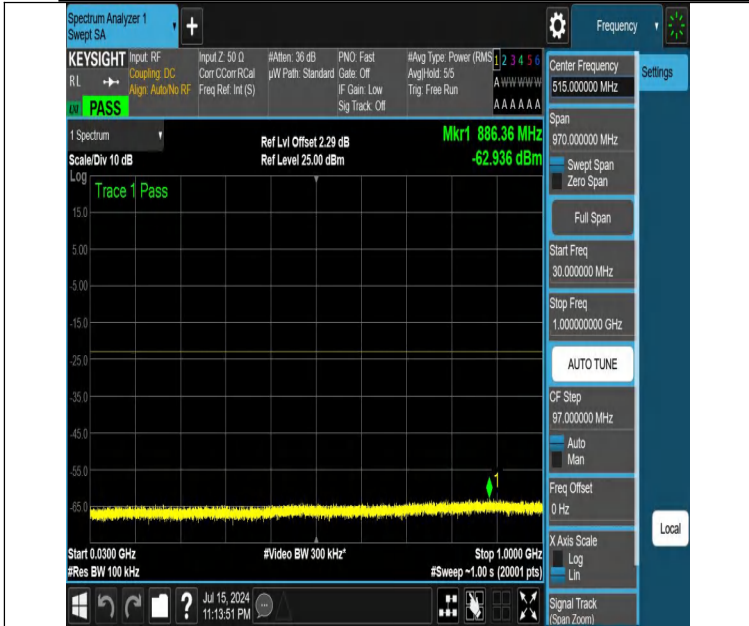 Spectrum Analyzer 1
Swept SA
+
Frequency
KEYSIGHT
RL
LXI
PASS
Input: RF
Coupling: DC
Align: Auto/No RF
Input Z: 50 Ω
Corr CCorr RCal
Freq Ref: Int (S)
#Atten: 36 dB
µW Path: Standard
PNO: Fast
Gate: Off
IF Gain: Low
Sig Track: Off
#Avg Type: Power (RMS
Avg|Hold: 5/5
Trig: Free Run
1 2 3 4 5 6
A W W W W W
A A A A A A
1 Spectrum
Scale/Div 10 dB
Ref Lvl Offset 2.29 dB
Ref Level 25.00 dBm
Mkr1 886.36 MHz
-62.936 dBm
Log
Trace 1 Pass
15.0
5.00
-5.00
-15.0
-25.0
-35.0
-45.0
-55.0
-65.0
1
Start 0.0300 GHz
#Res BW 100 kHz
#Video BW 300 kHz*
Stop 1.0000 GHz
#Sweep ~1.00 s (20001 pts)
?
Jul 15, 2024
11:13:51 PM
Center Frequency
515.000000 MHz
Span
970.000000 MHz
Swept Span
Zero Span
Full Span
Start Freq
30.000000 MHz
Stop Freq
1.000000000 GHz
AUTO TUNE
CF Step
97.000000 MHz
Auto
Man
Freq Offset
0 Hz
X Axis Scale
Log
Lin
Signal Track
(Span Zoom)
Settings
Local